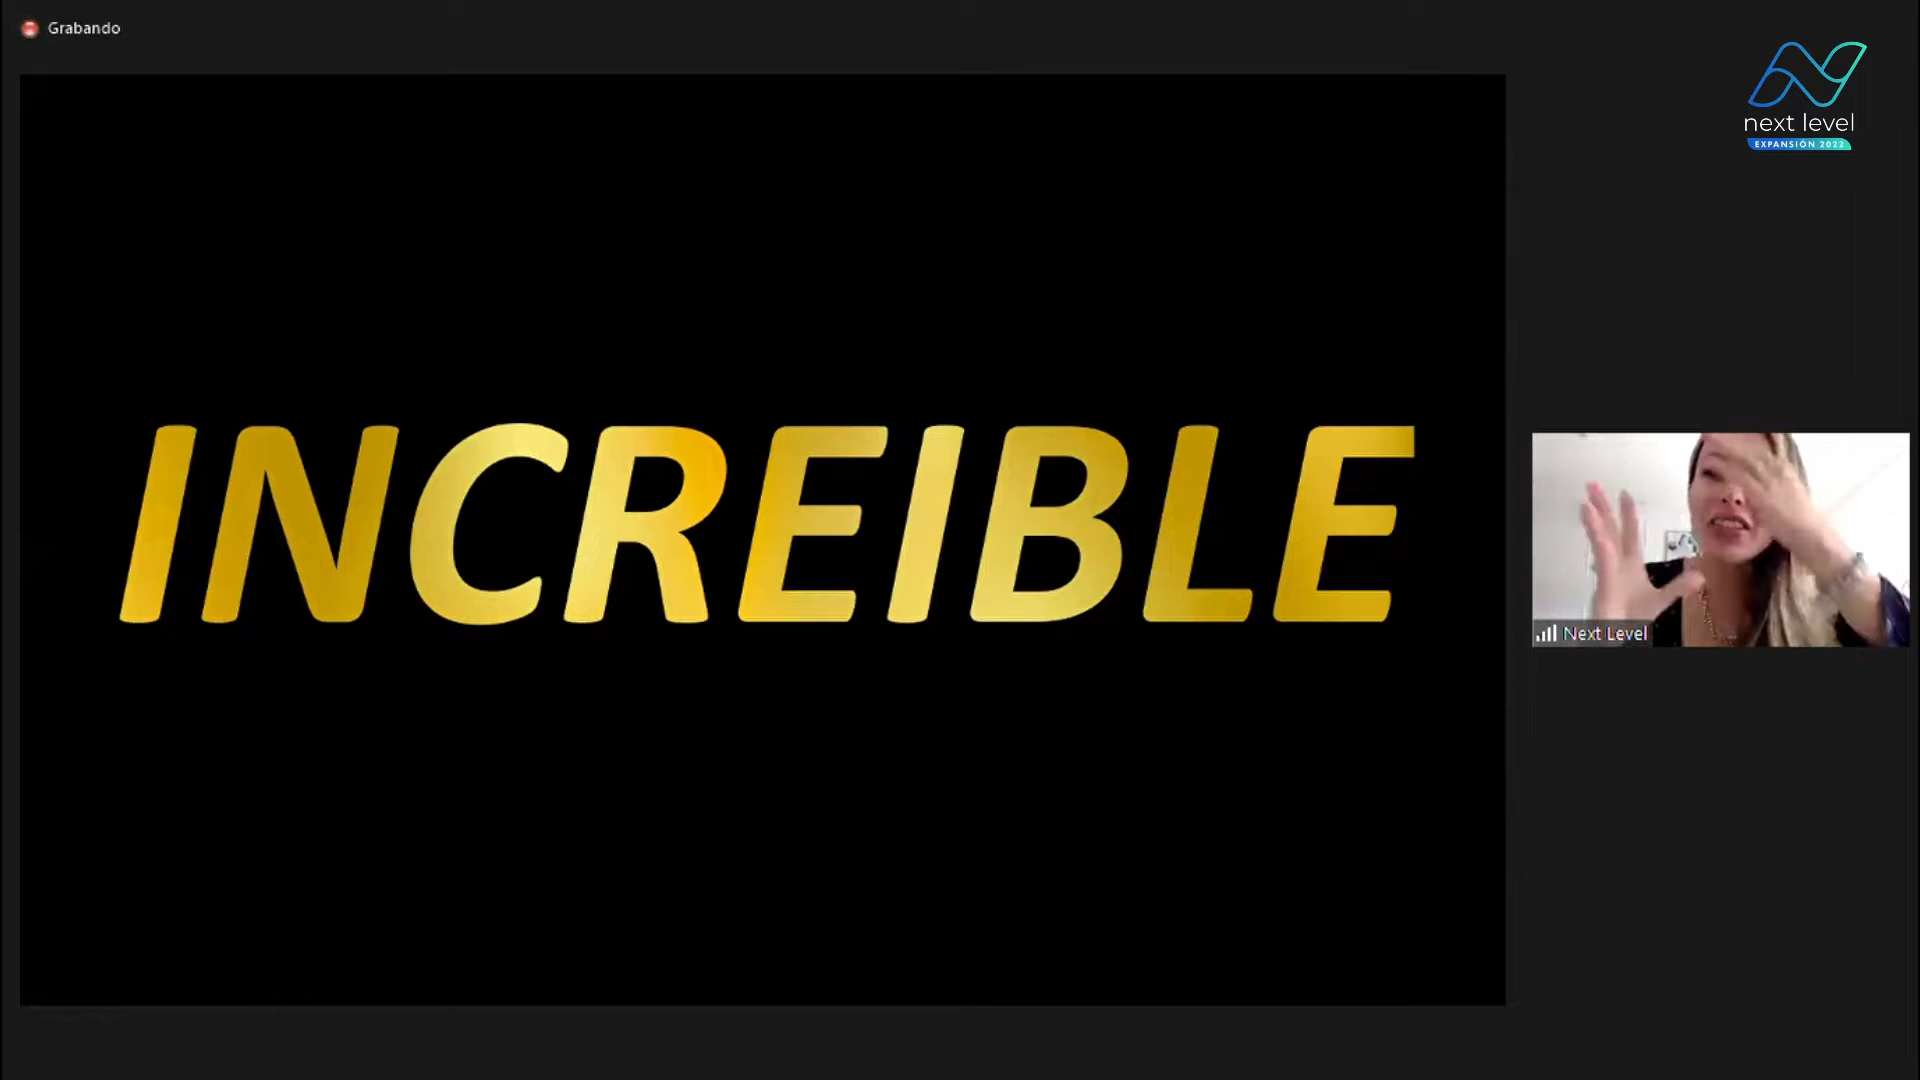 Grabando
next level
EXPANSIÓN 2022
INCREIBLE
Next Level